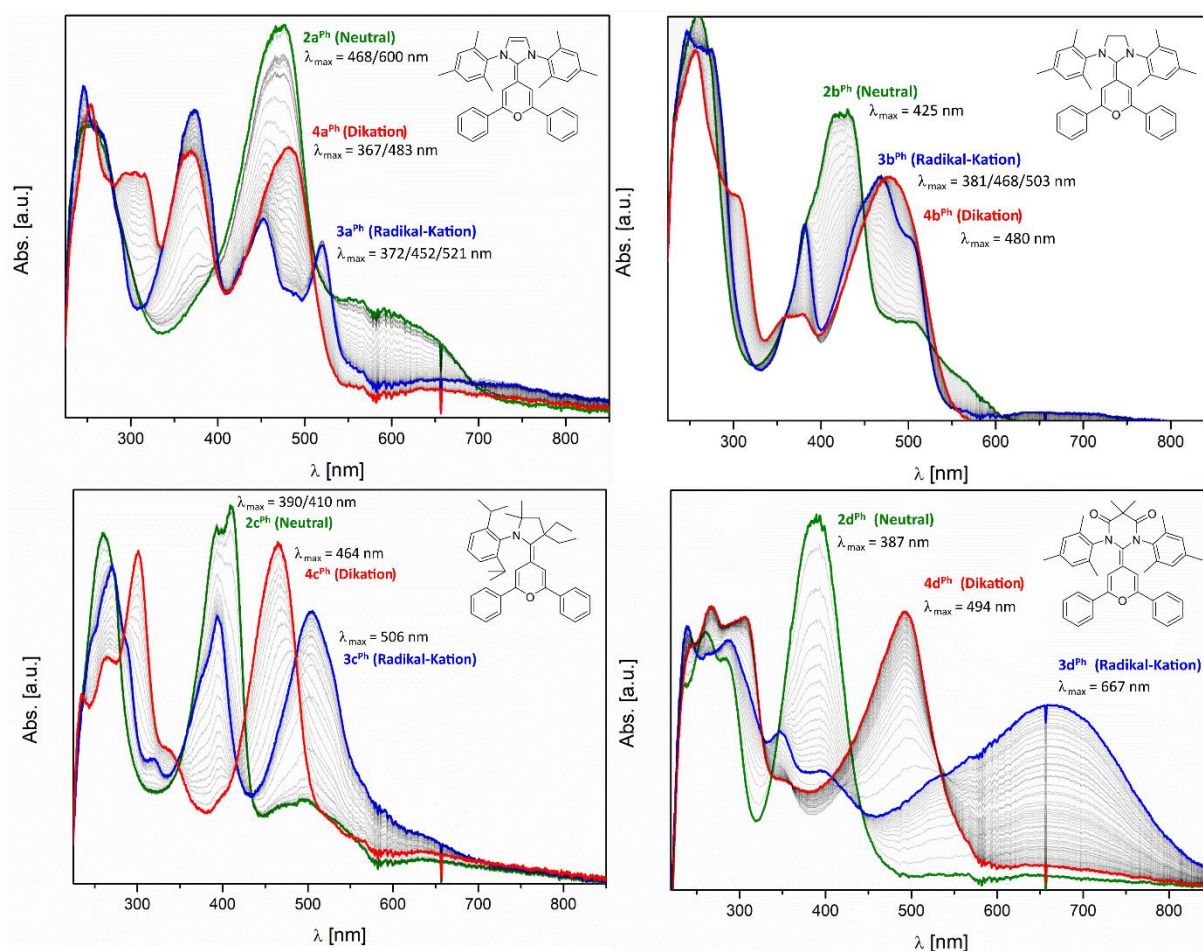 2aPh (Neutral)
λmax = 468/600 nm
4aPh (Dikation)
λmax = 367/483 nm
3aPh (Radikal-Kation)
λmax = 372/452/521 nm
N
N
O
Abs. [a.u.]
300 400 500 600 700 800
λ [nm]
2bPh (Neutral)
λmax = 425 nm
3bPh (Radikal-Kation)
λmax = 381/468/503 nm
4bPh (Dikation)
λmax = 480 nm
N
N
O
Abs. [a.u.]
300 400 500 600 700 800
λ [nm]
λmax = 390/410 nm
2cPh (Neutral)
λmax = 464 nm
4cPh (Dikation)
λmax = 506 nm
3cPh (Radikal-Kation)
N
O
Abs. [a.u.]
300 400 500 600 700 800
λ [nm]
2dPh (Neutral)
λmax = 387 nm
4dPh (Dikation)
λmax = 494 nm
3dPh (Radikal-Kation)
λmax = 667 nm
O
O
N
N
O
Abs. [a.u.]
300 400 500 600 700 800
λ [nm]